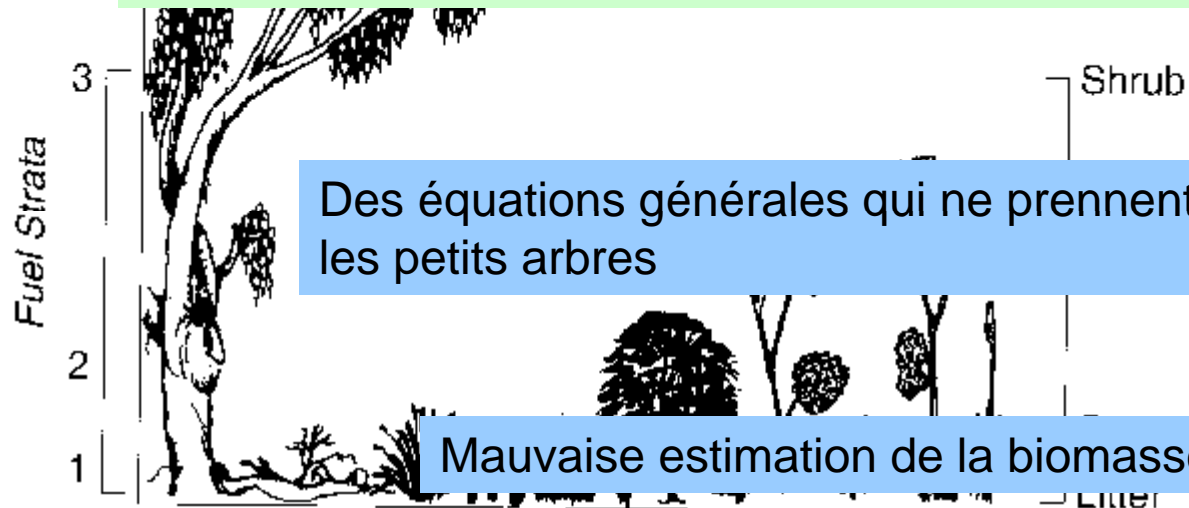 3
Shrub
Fuel Strata
Des équations générales qui ne prennent
les petits arbres
2
1
Mauvaise estimation de la biomasse
Litter